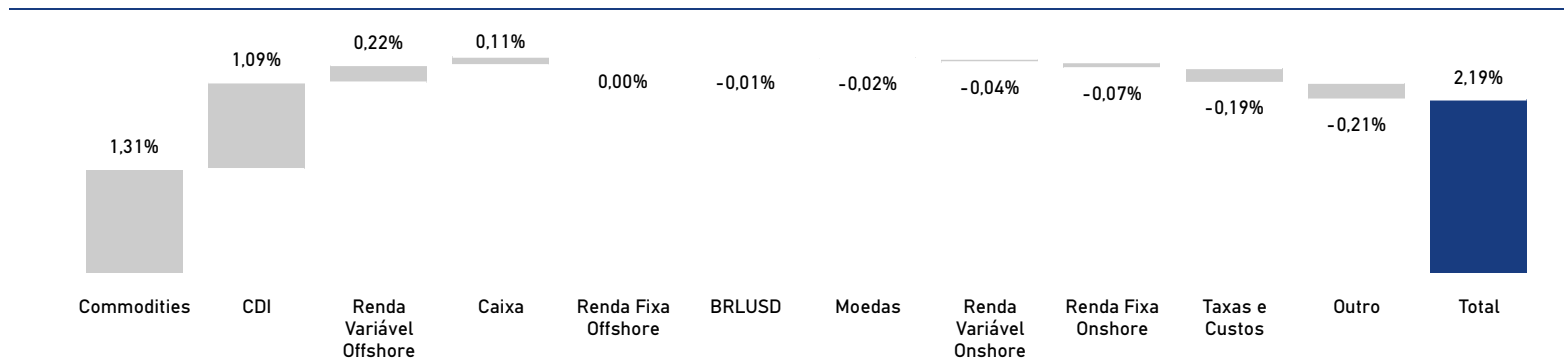 1,31%
1,09%
0,22%
0,11%
0,00%
-0,01%
-0,02%
-0,04%
-0,07%
-0,19%
-0,21%
2,19%
Commodities
CDI
Renda
Variável
Offshore
Caixa
Renda Fixa
Offshore
BRLUSD
Moedas
Renda
Variável
Onshore
Renda Fixa
Onshore
Taxas e
Custos
Outro
Total